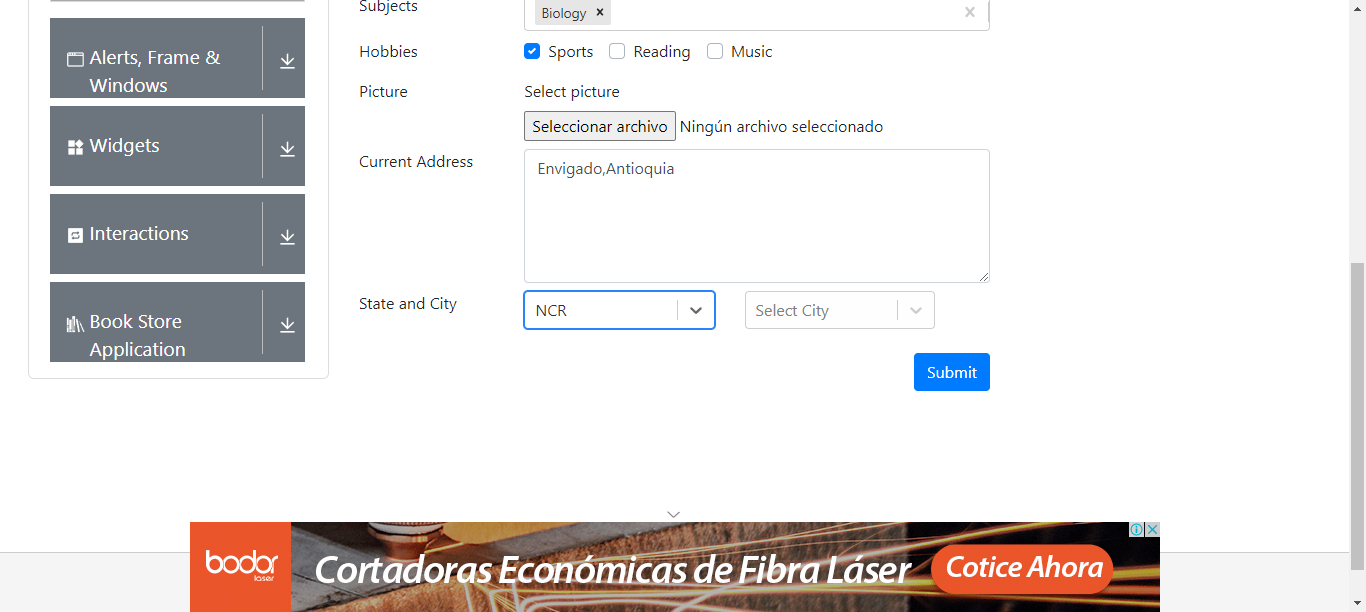 Subjects
Biology ×
Hobbies
Sports Reading Music
Alerts, Frame &
Windows
Picture
Select picture
Seleccionar archivo Ningún archivo seleccionado
Widgets
Current Address
Envigado,Antioquia
Interactions
State and City
NCR
Select City
Book Store
Application
Submit
bodor
laser
Cortadoras Económicas de Fibra Láser
Cotice Ahora